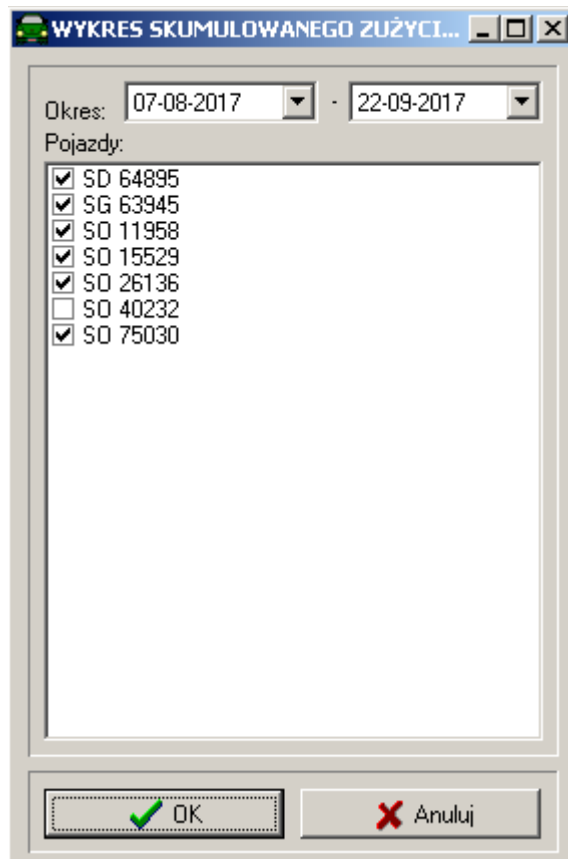 WYKRES SKUMULOWANEGO ZUŻYCI...
Okres: 07-08-2017 - 22-09-2017
Pojazdy:
SD 64895
SG 63945
SO 11958
SO 15529
SO 26136
SO 40232
SO 75030
OK Anuluj